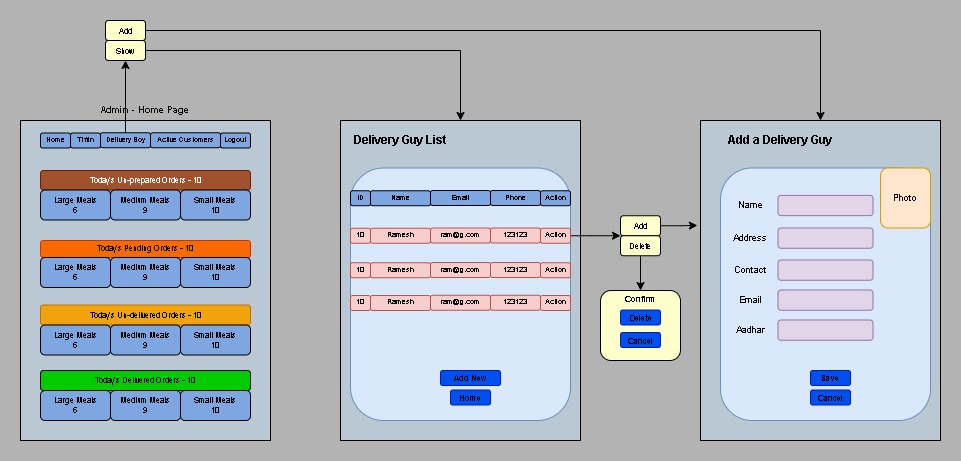 Add
Show
Admin - Home Page
Home Tiffin Delivery Boy Active Customers Logout
Today's Un-prepared Orders - 10
Large Meals Medium Meals Small Meals
6 9 10
Today's Pending Orders - 10
Large Meals Medium Meals Small Meals
6 9 10
Today's Un-delivered Orders - 10
Large Meals Medium Meals Small Meals
6 9 10
Today's Delivered Orders - 10
Large Meals Medium Meals Small Meals
6 9 10
Delivery Guy List
ID Name Email Phone Action
10 Ramesh ram@g.com 123123 Action
10 Ramesh ram@g.com 123123 Action
10 Ramesh ram@g.com 123123 Action
Add New
Home
Add
Delete
Confirm
Delete
Cancel
Add a Delivery Guy
Photo
Name
Address
Contact
Email
Aadhar
Save
Cancel